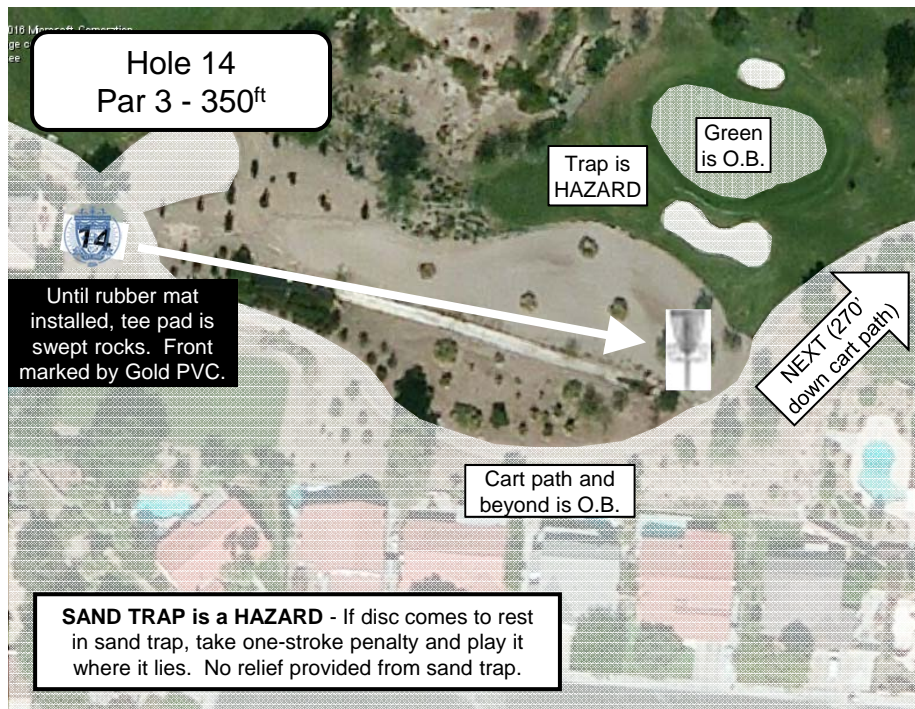 2016 Microsoft Corporation
Hole 14
Par 3 - 350ft
Green
is O.B.
Trap is
HAZARD
14
Until rubber mat
installed, tee pad is
swept rocks. Front
marked by Gold PVC.
NEXT (270'
down cart path)
Cart path and
beyond is O.B.
SAND TRAP is a HAZARD - If disc comes to rest
in sand trap, take one-stroke penalty and play it
where it lies. No relief provided from sand trap.